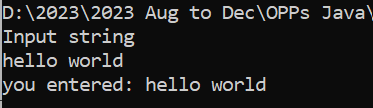 D:\2023\2023 Aug to Dec\OPPs Java\
Input string
hello world
you entered: hello world